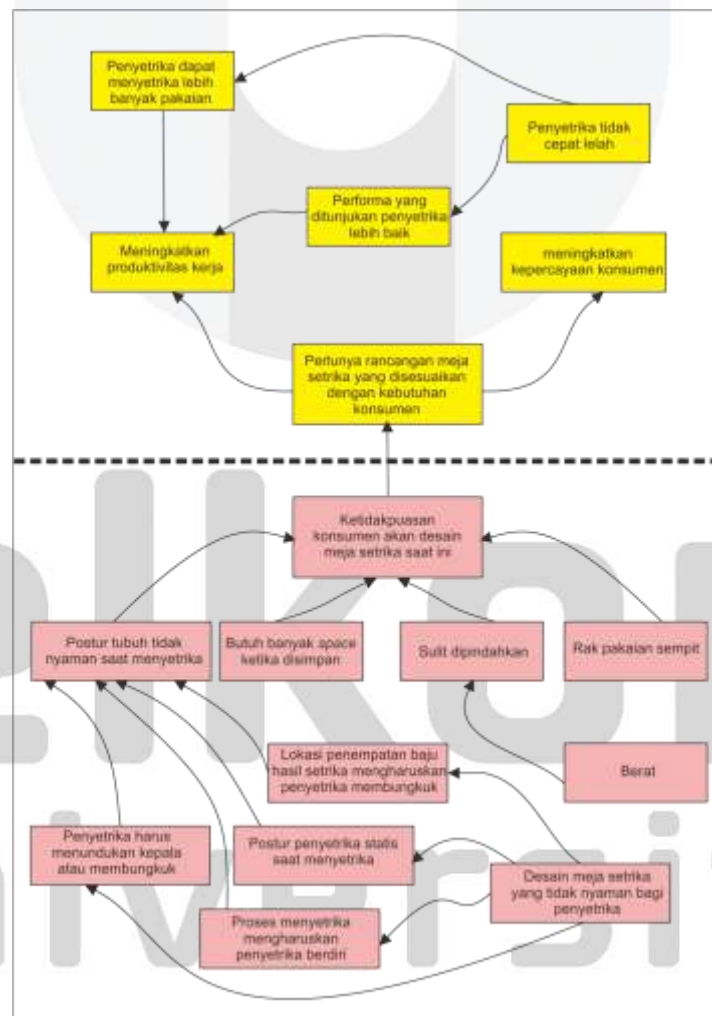 Penyetrika dapat
menyetrika lebih
banyak pakaian
Penyetrika tidak
cepat lelah
Performa yang
ditunjukan penyetrika
lebih baik
Meningkatkan
produktivitas kerja
meningkatkan
kepercayaan konsumen
Perlunya rancangan meja
setrika yang disesuaikan
dengan kebutuhan
konsumen
Ketidakpuasan
konsumen akan desain
meja setrika saat ini
Postur tubuh tidak
nyaman saat menyetrika
Butuh banyak space
ketika disimpan
Sulit dipindahkan
Rak pakaian sempit
Lokasi penempatan baju
hasil setrika mengharuskan
penyetrika membungkuk
Berat
Penyetrika harus
menundukan kepala
atau membungkuk
Postur penyetrika statis
saat menyetrika
Desain meja setrika
yang tidak nyaman bagi
penyetrika
Proses menyetrika
mengharuskan
penyetrika berdiri